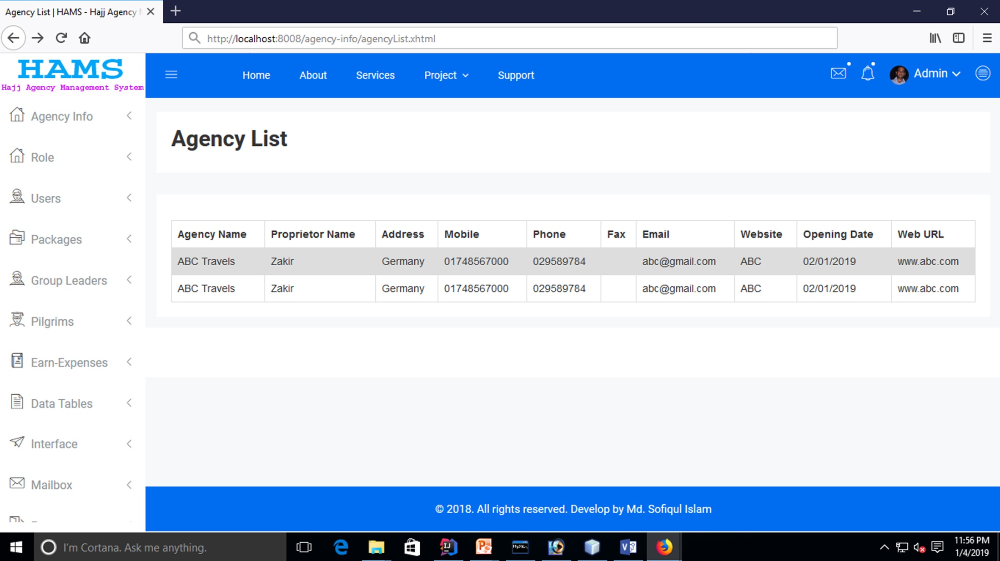 Agency List | HAMS - Hajj Agency
http://localhost:8008/agency-info/agencyList.xhtml
HAMS
Hajj Agency Management System
Home About Services Project Support
Admin
Agency Info
Role
Users
Packages
Group Leaders
Pilgrims
Earn-Expenses
Data Tables
Interface
Mailbox
Agency List
Agency Name Proprietor Name Address Mobile Phone Fax Email Website Opening Date Web URL
ABC Travels Zakir Germany 01748567000 029589784 abc@gmail.com ABC 02/01/2019 www.abc.com
ABC Travels Zakir Germany 01748567000 029589784 abc@gmail.com ABC 02/01/2019 www.abc.com
© 2018. All rights reserved. Develop by Md. Sofiqul Islam
I'm Cortana. Ask me anything.
11:56 PM
1/4/2019